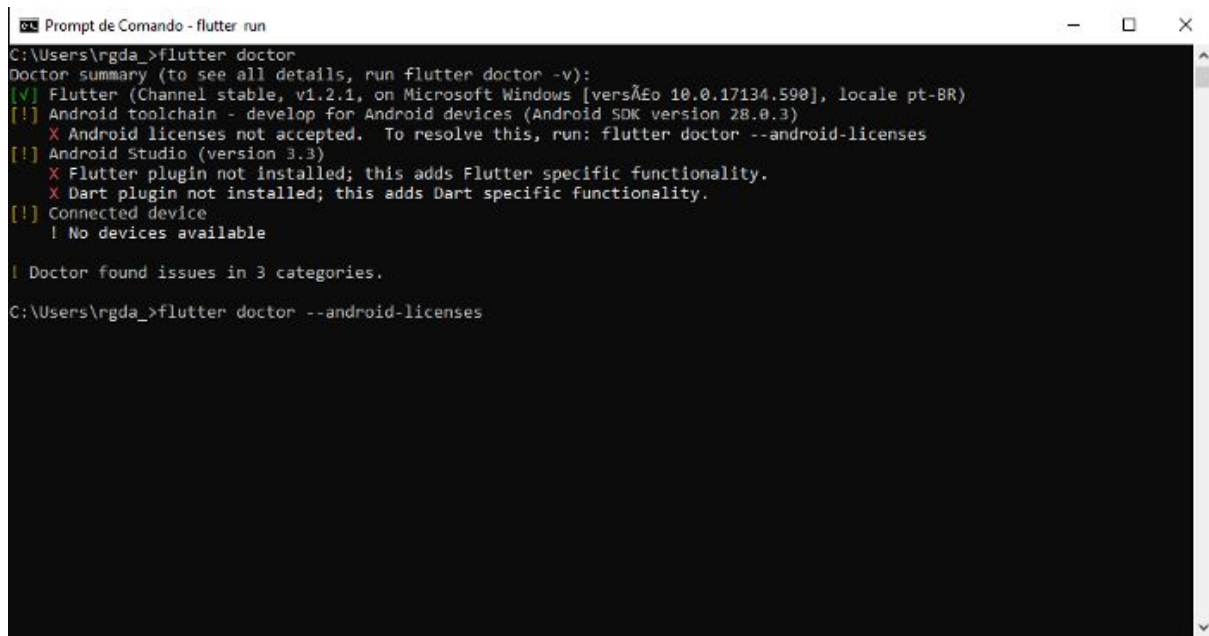 Prompt de Comando - flutter run
C:\Users\rgda_>flutter doctor
Doctor summary (to see all details, run flutter doctor -v):
[√] Flutter (Channel stable, v1.2.1, on Microsoft Windows [versÃ£o 10.0.17134.590], locale pt-BR)
[!] Android toolchain - develop for Android devices (Android SDK version 28.0.3)
    X Android licenses not accepted.  To resolve this, run: flutter doctor --android-licenses
[!] Android Studio (version 3.3)
    X Flutter plugin not installed; this adds Flutter specific functionality.
    X Dart plugin not installed; this adds Dart specific functionality.
[!] Connected device
    ! No devices available
! Doctor found issues in 3 categories.
C:\Users\rgda_>flutter doctor --android-licenses